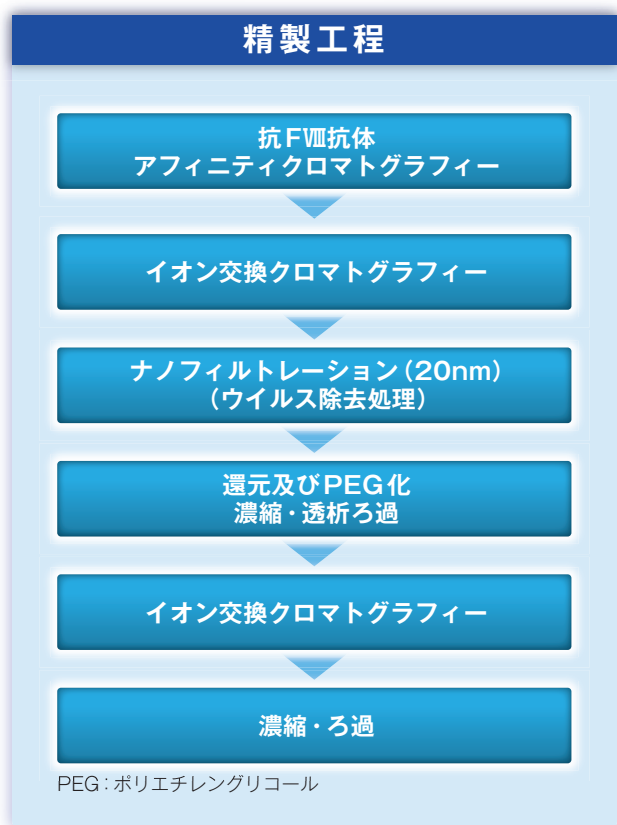 精製工程
抗FⅧ抗体
アフィニティクロマトグラフィー
イオン交換クロマトグラフィー
ナノフィルトレーション（20nm）
（ウイルス除去処理）
還元及びPEG化
濃縮・透析ろ過
イオン交換クロマトグラフィー
濃縮・ろ過
PEG：ポリエチレングリコール